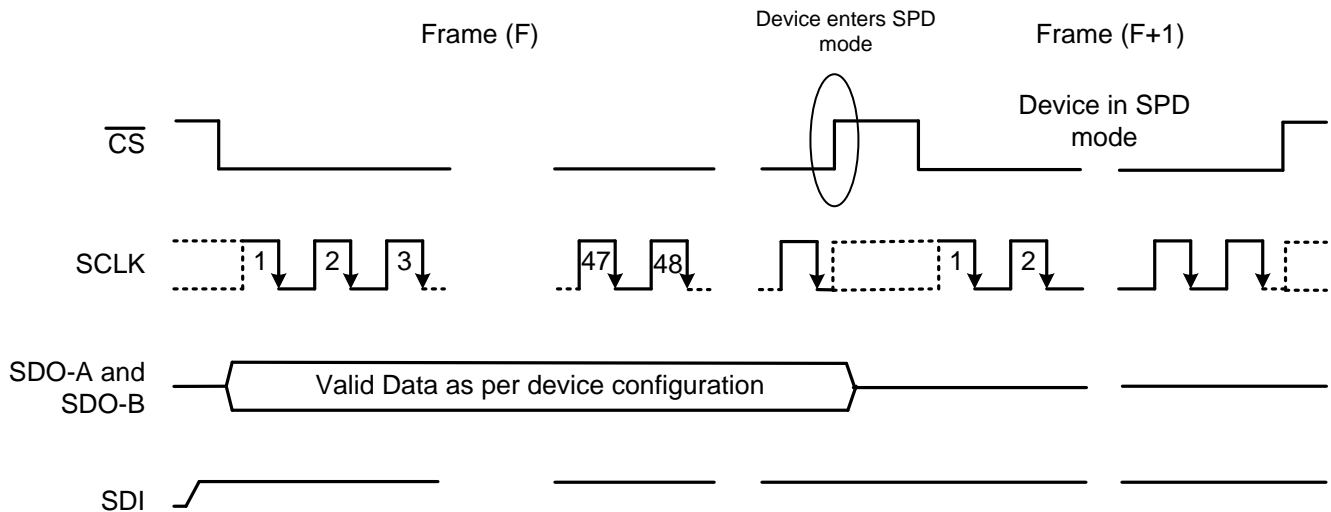 Frame (F)
Device enters SPD
mode
Frame (F+1)
Device in SPD
mode
CS
SCLK
1
2
3
47
48
1
2
SDO-A and
SDO-B
Valid Data as per device configuration
SDI